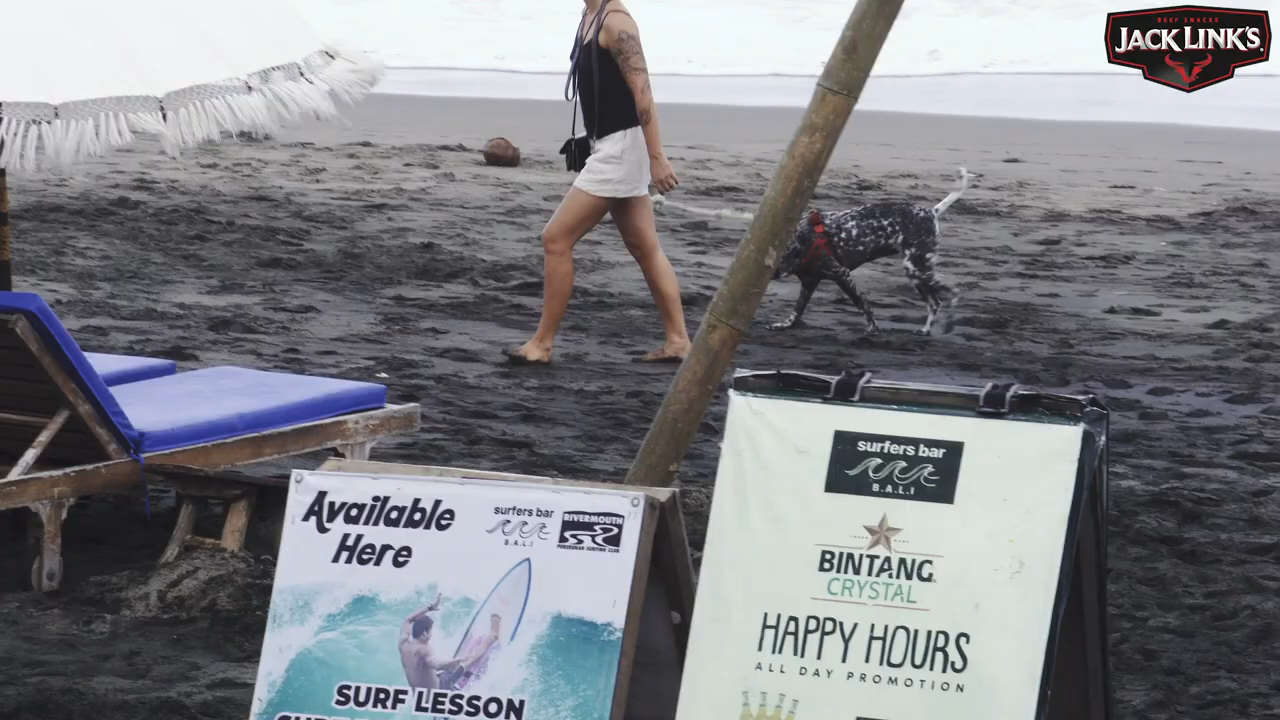 BEEF SNACKS
JACK LINK'S
Available
Here
surfers bar
B.A.L.I
RIVERMOUTH
PERERENAN SURFING CLUB
SURF LESSON
surfers bar
B.A.L.I
BINTANG
CRYSTAL
HAPPY HOURS
ALL DAY PROMOTION